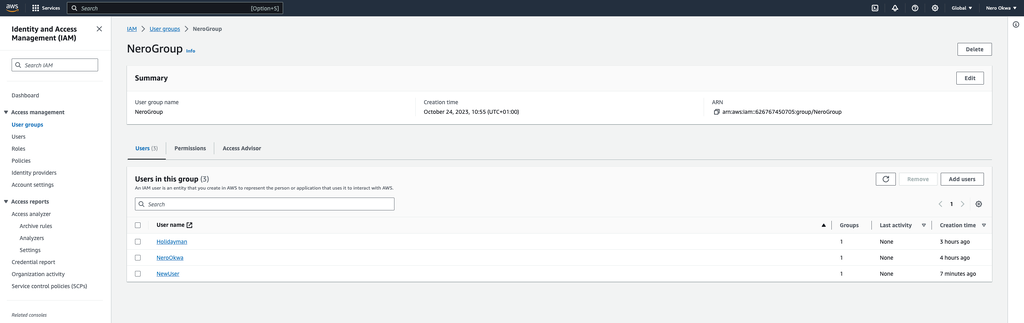 aws
Services
Search
[Option+S]
Global
Nero Okwa
Identity and Access
Management (IAM)
Search IAM
Dashboard
Access management
User groups
Users
Roles
Policies
Identity providers
Account settings
Access reports
Access analyzer
Archive rules
Analyzers
Settings
Credential report
Organization activity
Service control policies (SCPs)
Related consoles
IAM
User groups
NeroGroup
NeroGroup Info
Delete
Summary
Edit
User group name
NeroGroup
Creation time
October 24, 2023, 10:55 (UTC+01:00)
ARN
arn:aws:iam::626767450705:group/NeroGroup
Users (3)
Permissions
Access Advisor
Users in this group (3)
An IAM user is an entity that you create in AWS to represent the person or application that uses it to interact with AWS.
Remove
Add users
Search
1
User name
Groups
Last activity
Creation time
Holidayman
1
None
3 hours ago
NeroOkwa
1
None
4 hours ago
NewUser
1
None
7 minutes ago